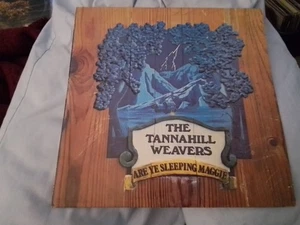 THE
TANNAHILL
WEAVERS
ARE YE SLEEPING MAGGIE